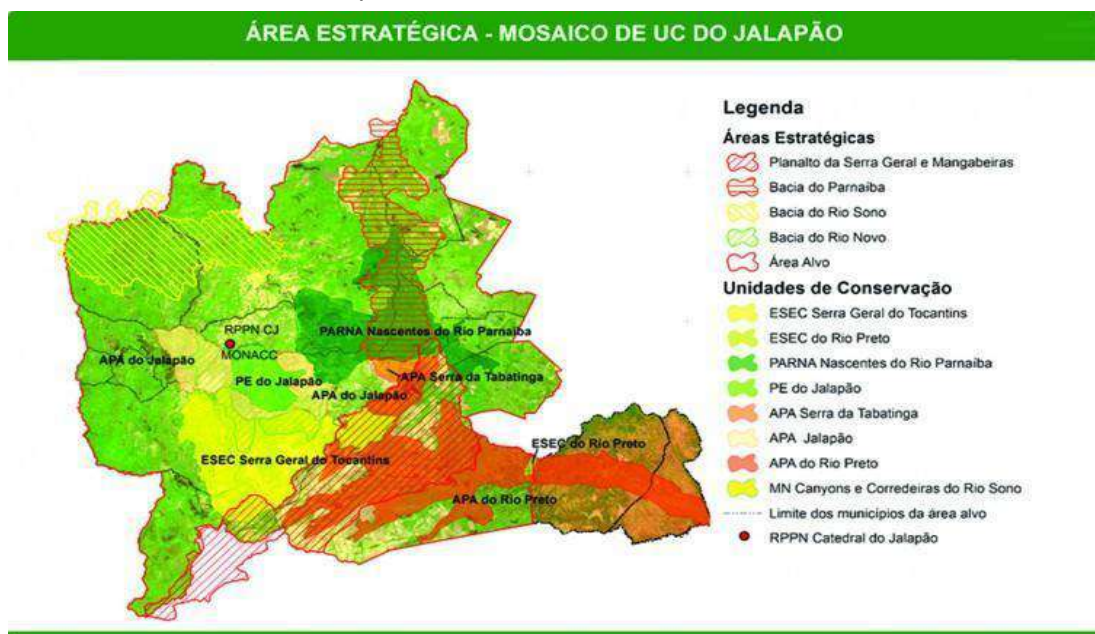 ÁREA ESTRATÉGICA - MOSAICO DE UC DO JALAPÃO
Legenda
Áreas Estratégicas
Planalto da Serra Geral e Mangabeiras
Bacia do Parnaíba
Bacia do Rio Sono
Bacia do Rio Novo
Área Alvo
Unidades de Conservação
ESEC Serra Geral do Tocantins
ESEC do Rio Preto
PARNA Nascentes do Rio Parnaíba
PE do Jalapão
APA Serra da Tabatinga
APA Jalapão
APA do Rio Preto
MN Canyons e Corredeiras do Rio Sono
Limite dos municípios da área alvo
RPPN Catedral do Jalapão
RPPN CJ
MONACC
PARNA Nascentes do Rio Parnaíba
APA do Jalapão
PE do Jalapão
APA Serra da Tabatinga
APA do Jalapão
ESEC do Rio Preto
ESEC Serra Geral do Tocantins
APA do Rio Preto